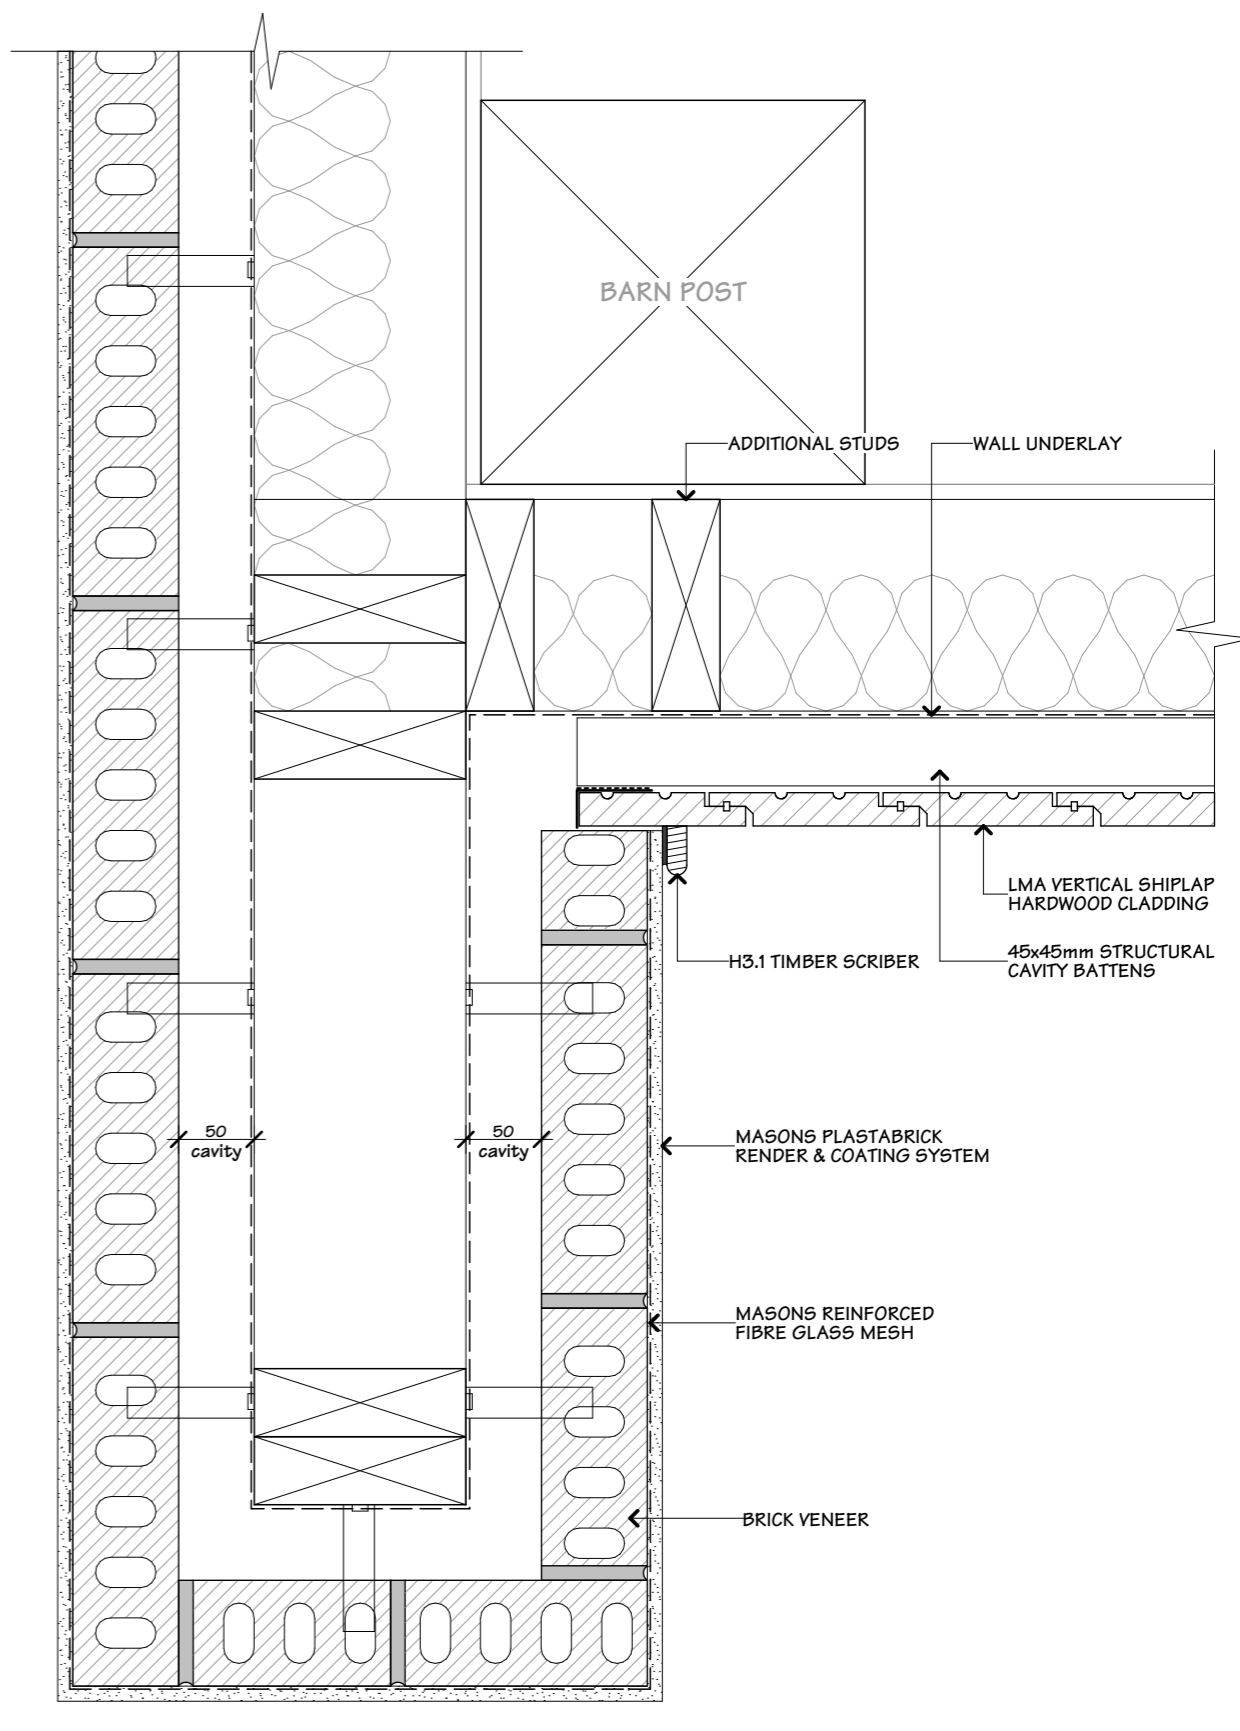 BARN POST
ADDITIONAL STUDS
WALL UNDERLAY
LMA VERTICAL SHIPLAP
HARDWOOD CLADDING
H3.1 TIMBER SCRIBER
45x45mm STRUCTURAL
CAVITY BATTENS
50
cavity
50
cavity
MASONS PLASTABRICK
RENDER & COATING SYSTEM
MASONS REINFORCED
FIBRE GLASS MESH
BRICK VENEER